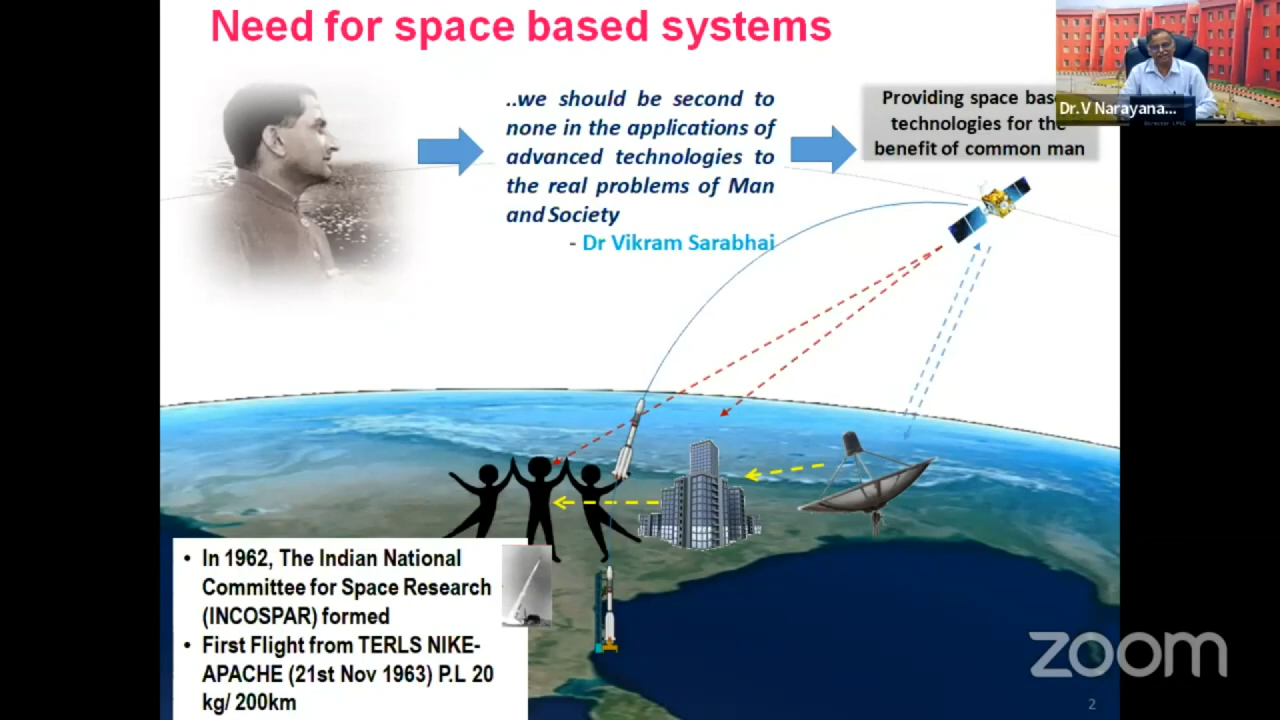 Need for space based systems
..we should be second to
none in the applications of
advanced technologies to
the real problems of Man
and Society
- Dr Vikram Sarabhai
Providing space bas
technologies for the
benefit of common man
Dr.V Narayana...
Director LPSC
• In 1962, The Indian National
Committee for Space Research
(INCOSPAR) formed
• First Flight from TERLS NIKE-
APACHE (21st Nov 1963) P.L 20
kg/ 200km
zoom
2